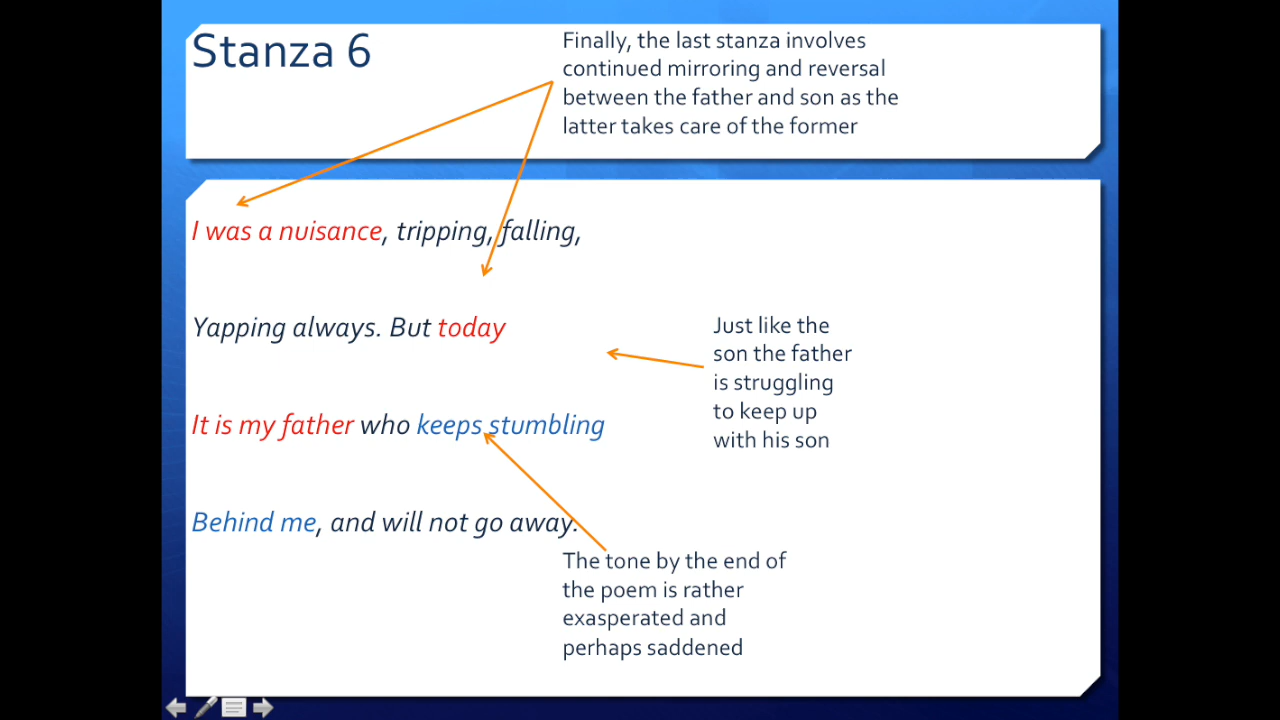 Stanza 6
Finally, the last stanza involves
continued mirroring and reversal
between the father and son as the
latter takes care of the former
I was a nuisance, tripping, falling,
Yapping always. But today
It is my father who keeps stumbling
Behind me, and will not go away.
Just like the
son the father
is struggling
to keep up
with his son
The tone by the end of
the poem is rather
exasperated and
perhaps saddened